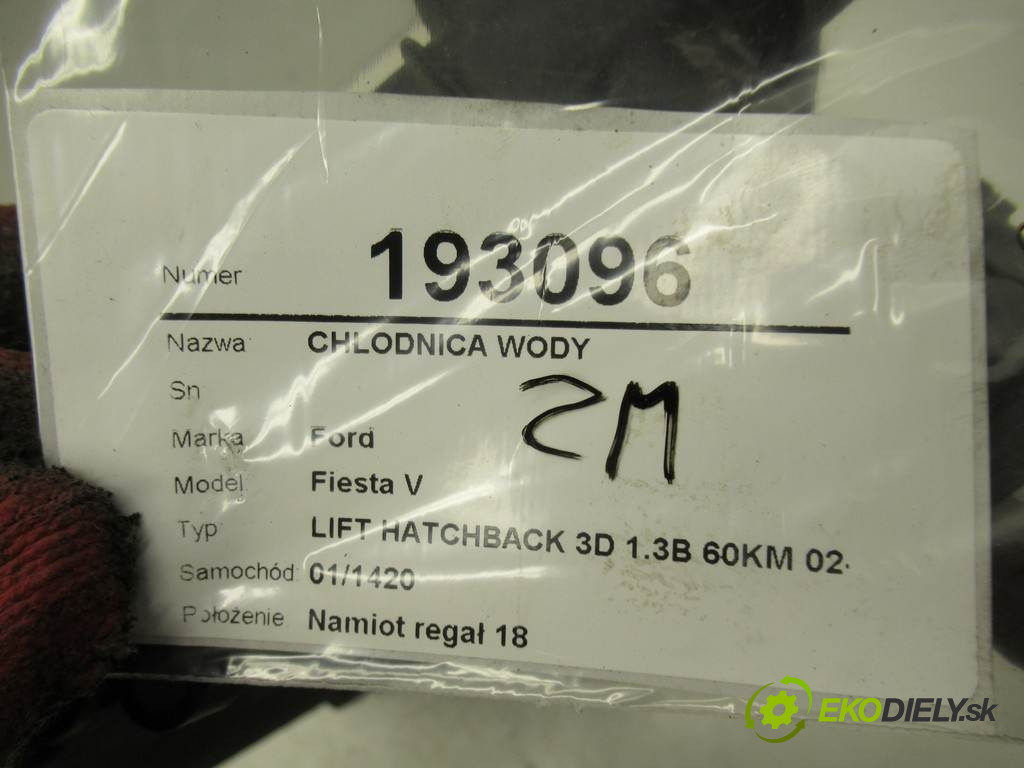 Numer 193096
Nazwa: CHLODNICA WODY
Sn
ZM
Marka Ford
Model Fiesta V
Typ LIFT HATCHBACK 3D 1.3B 60KM 02-
Samochód: 01/1420
Położenie Namiot regał 18
EKODIELY.sk